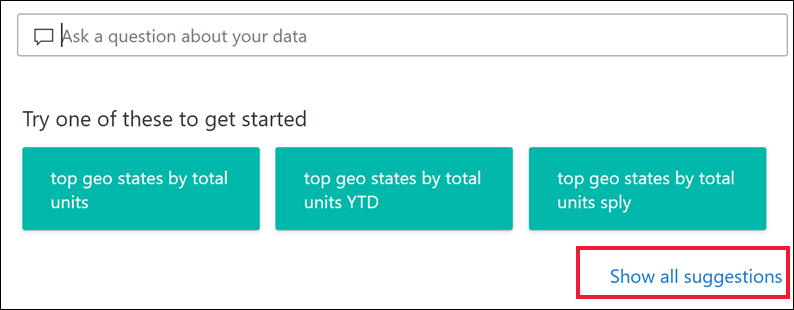 Ask a question about your data
Try one of these to get started
top geo states by total
units
top geo states by total
units YTD
top geo states by total
units sply
Show all suggestions